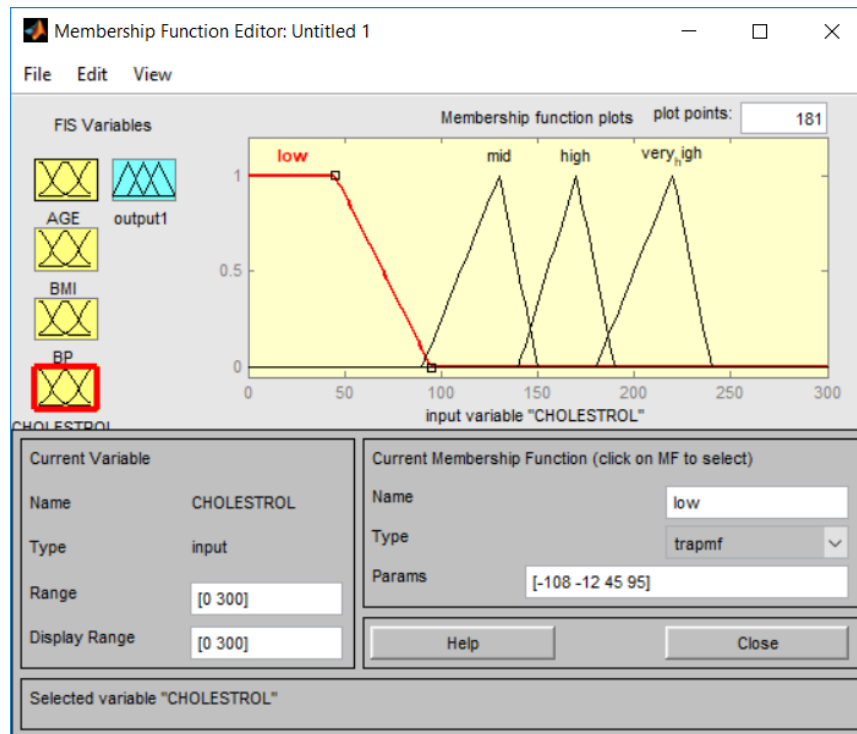 Membership Function Editor: Untitled 1
File Edit View
FIS Variables
Membership function plots plot points: 181
low mid high very_high
AGE output1
BMI
BP
CHOLESTROL
1
0.5
0
0 50 100 150 200 250 300
input variable "CHOLESTROL"
Current Variable
Name CHOLESTROL
Type input
Range [0 300]
Display Range [0 300]
Current Membership Function (click on MF to select)
Name low
Type trapmf
Params [-108 -12 45 95]
Help Close
Selected variable "CHOLESTROL"